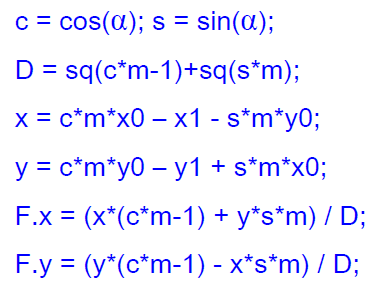 c = cos(α); s = sin(α);
D = sq(c*m-1)+sq(s*m);
x = c*m*x0 – x1 - s*m*y0;
y = c*m*y0 – y1 + s*m*x0;
F.x = (x*(c*m-1) + y*s*m) / D;
F.y = (y*(c*m-1) - x*s*m) / D;